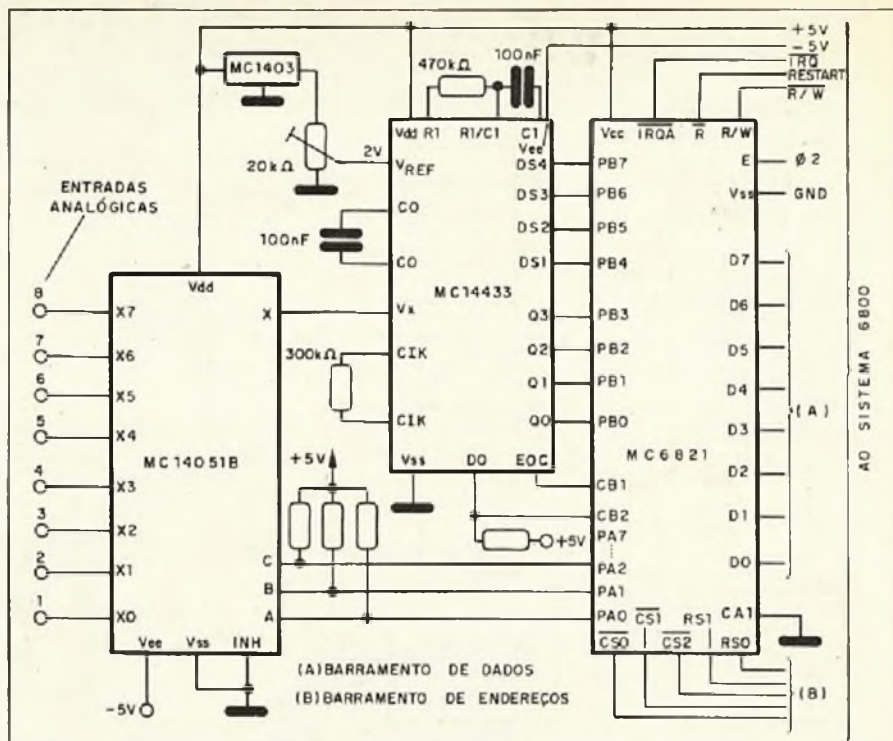 +5V
-5V
IRQ
RESTART
R/W
MC1403
470kΩ
100nF
Vdd R1 R1/C1 C1
Vee
Vcc IRQA R R/W
20kΩ
2V
VREF
DS4
PB7
E
Ø2
ENTRADAS
ANALÓGICAS
CO
DS3
PB6
Vss
GND
100nF
DS2
PB5
CO
DS1
PB4
D7
Vdd
MC14433
8
X7
X
Vx
Q3
PB3
D6
7
X6
300kΩ
ClK
Q2
PB2
D5
6
X5
Q1
PB1
D4
5
X4
ClK
Q0
PB0
D3
(A)
MC14051B
+5V
Vss
DO
EOC
MC6821
4
X3
CB1
D2
3
X2
CB2
D1
+5V
PA7
2
X1
C
PA2
D0
B
PA1
1
X0
A
PA0
CS1
RS1
CA1
Vee Vss INH
CS0
CS2
RS0
-5V
(A)BARRAMENTO DE DADOS
(B)BARRAMENTO DE ENDEREÇOS
(B)
AO SISTEMA 6800